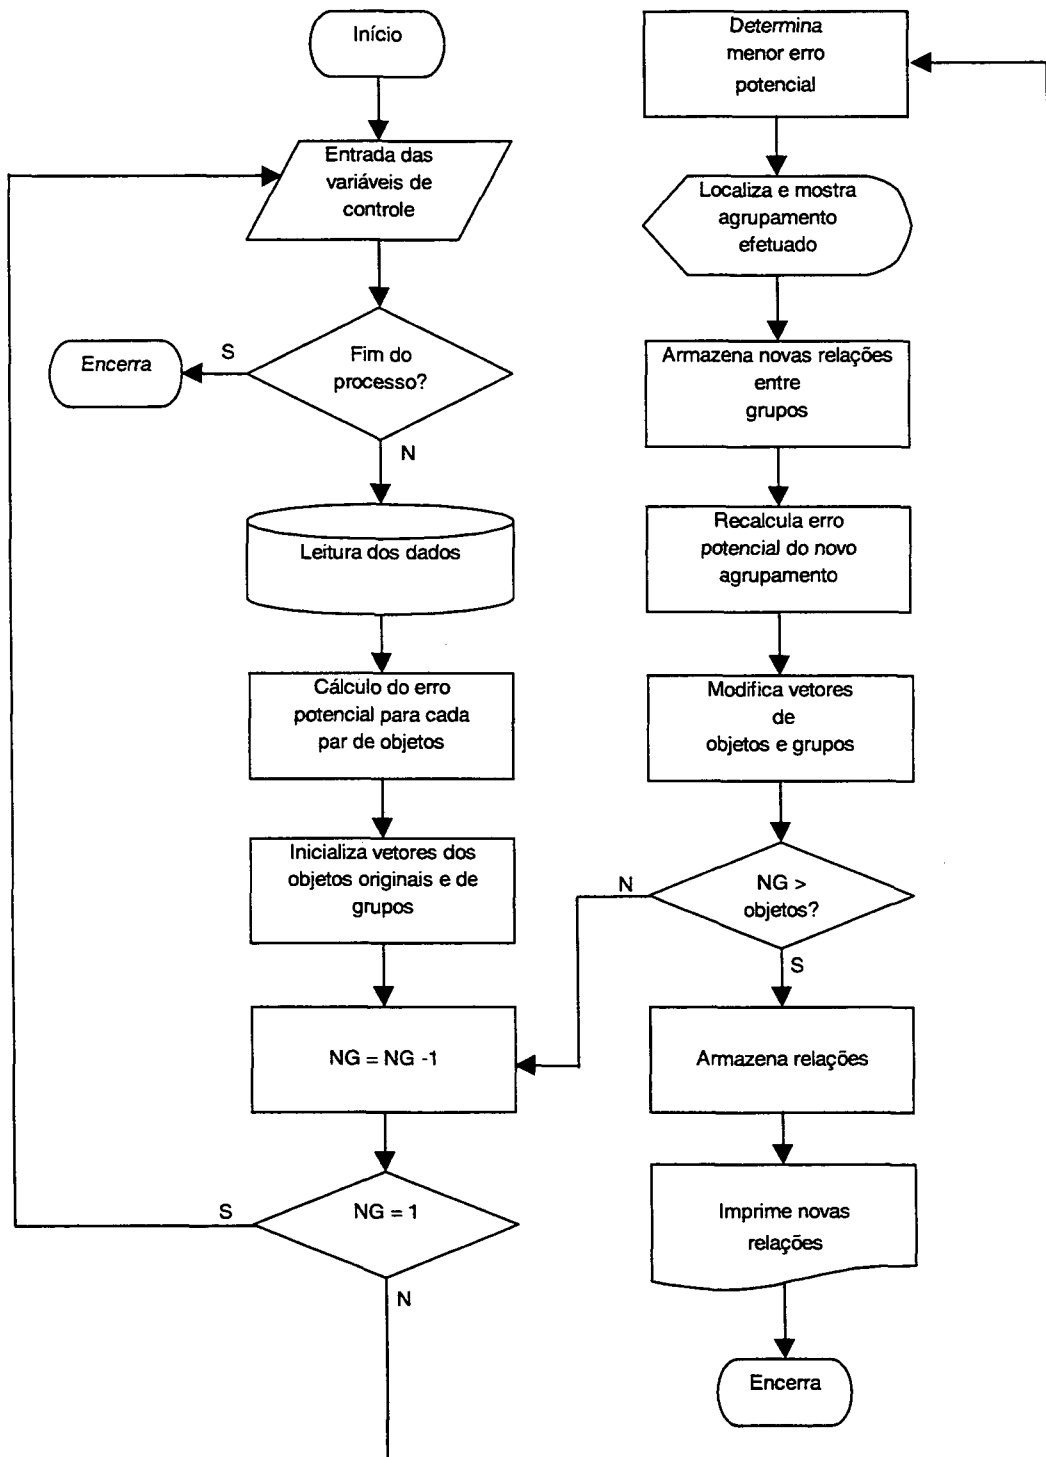 Início
Entrada das
variáveis de
controle
Fim do
processo?
S
Encerra
N
Leitura dos dados
Cálculo do erro
potencial para cada
par de objetos
Inicializa vetores dos
objetos originais e de
grupos
NG = NG -1
NG = 1
S
N
Determina
menor erro
potencial
Localiza e mostra
agrupamento
efetuado
Armazena novas relações
entre
grupos
Recalcula erro
potencial do novo
agrupamento
Modifica vetores
de
objetos e grupos
NG >
objetos?
N
S
Armazena relações
Imprime novas
relações
Encerra